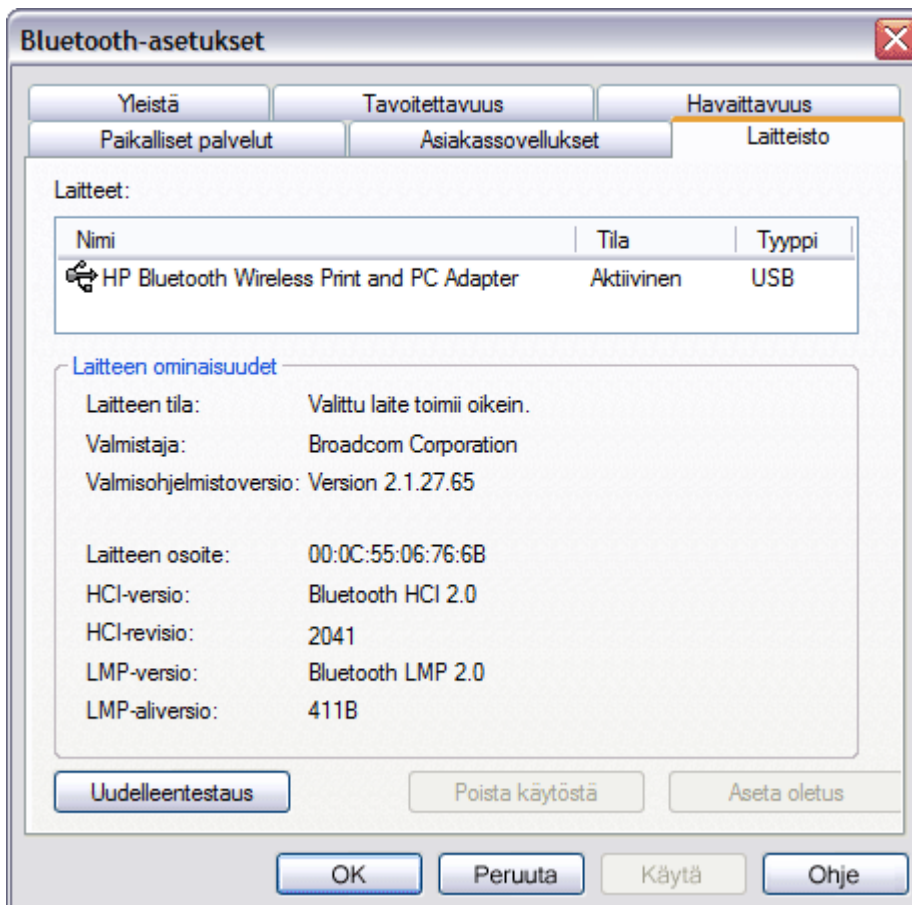 Bluetooth-asetukset
Yleistä Tavoitettavuus Havaittavuus
Paikalliset palvelut Asiakassovellukset Laitteisto
Laitteet:
Nimi Tila Tyyppi
HP Bluetooth Wireless Print and PC Adapter Aktiivinen USB
Laitteen ominaisuudet
Laitteen tila: Valittu laite toimii oikein.
Valmistaja: Broadcom Corporation
Valmisohjelmistoversio: Version 2.1.27.65
Laitteen osoite: 00:0C:55:06:76:6B
HCI-versio: Bluetooth HCI 2.0
HCI-revisio: 2041
LMP-versio: Bluetooth LMP 2.0
LMP-aliversio: 411B
Uudelleentestaus Poista käytöstä Aseta oletus
OK Peruuta Käytä Ohje